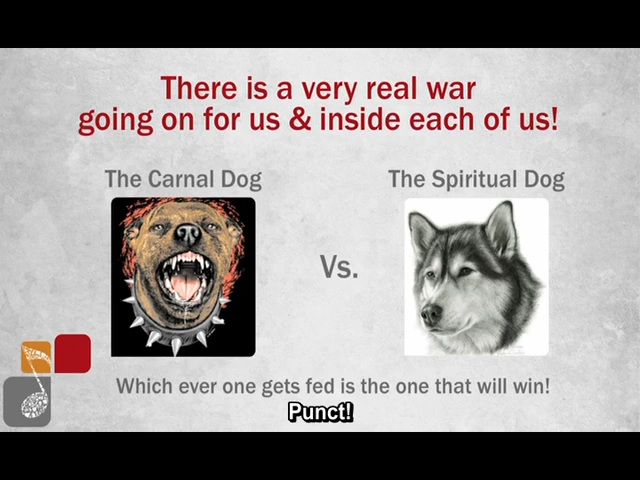 There is a very real war
going on for us & inside each of us!
The Carnal Dog
The Spiritual Dog
Vs.
Which ever one gets fed is the one that will win!
Punct!